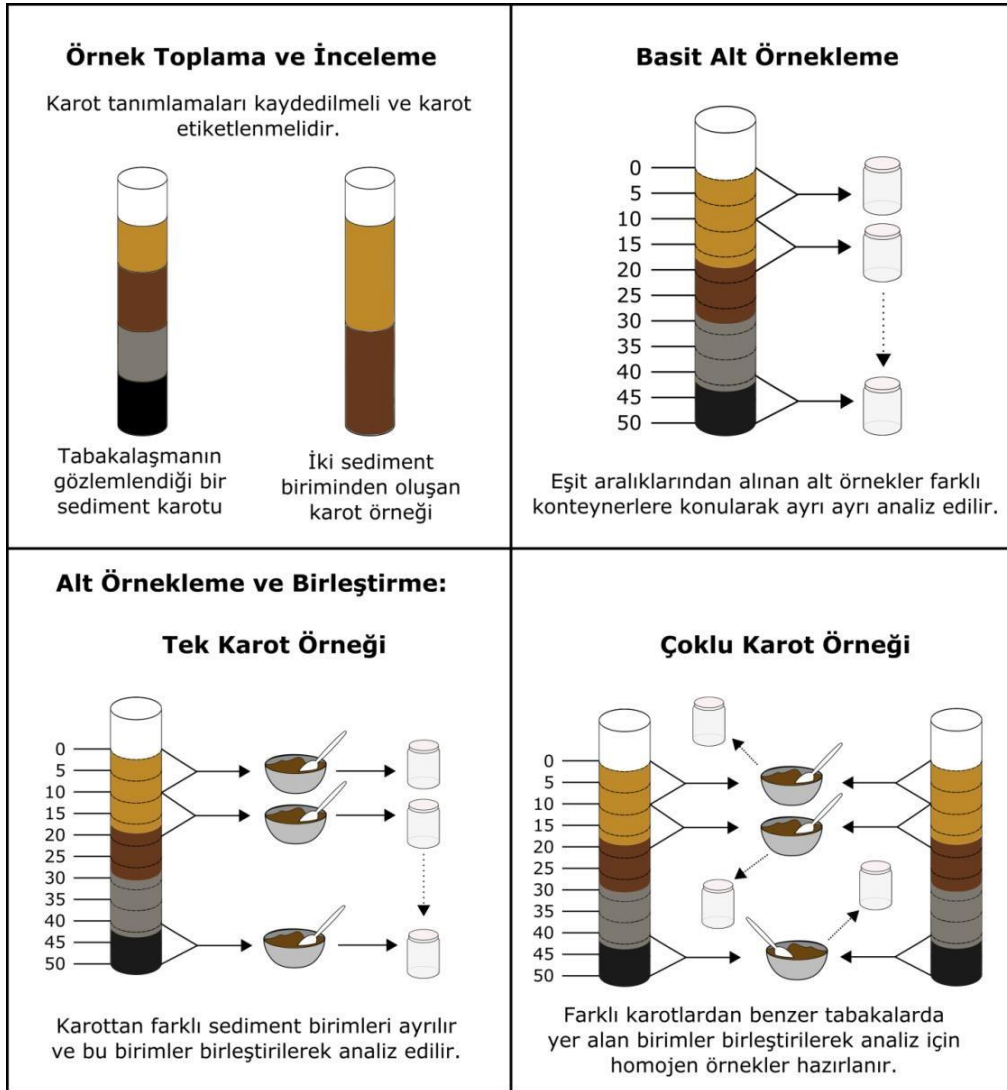 Örnek Toplama ve İnceleme
Karot tanımlamaları kaydedilmeli ve karot
etiketlenmelidir.
Tabakalaşmanın
gözlemlendiği bir
sediment karotu
İki sediment
biriminden oluşan
karot örneği
Basit Alt Örnekleme
0
5
10
15
20
25
30
35
40
45
50
Eşit aralıklarından alınan alt örnekler farklı
konteynerlere konularak ayrı ayrı analiz edilir.
Alt Örnekleme ve Birleştirme:
Tek Karot Örneği
0
5
10
15
20
25
30
35
40
45
50
Karottan farklı sediment birimleri ayrılır
ve bu birimler birleştirilerek analiz edilir.
Çoklu Karot Örneği
0
5
10
15
20
25
30
35
40
45
50
Farklı karotlardan benzer tabakalarda
yer alan birimler birleştirilerek analiz için
homojen örnekler hazırlanır.